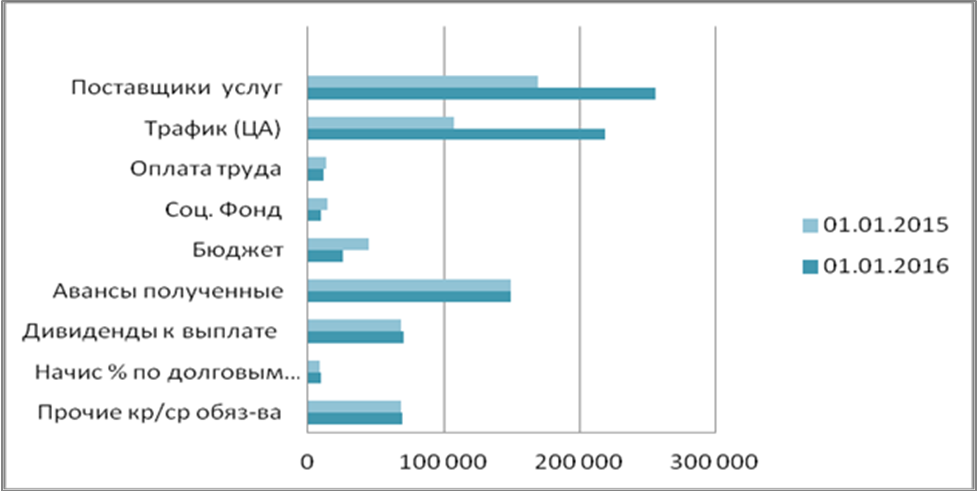 Поставщики услуг
Трафик (ЦА)
Оплата труда
Соц. Фонд
Бюджет
Авансы полученные
Дивиденды к выплате
Начис % по долговым...
Прочие кр/ср обяз-ва
0 100 000 200 000 300 000
01.01.2015
01.01.2016